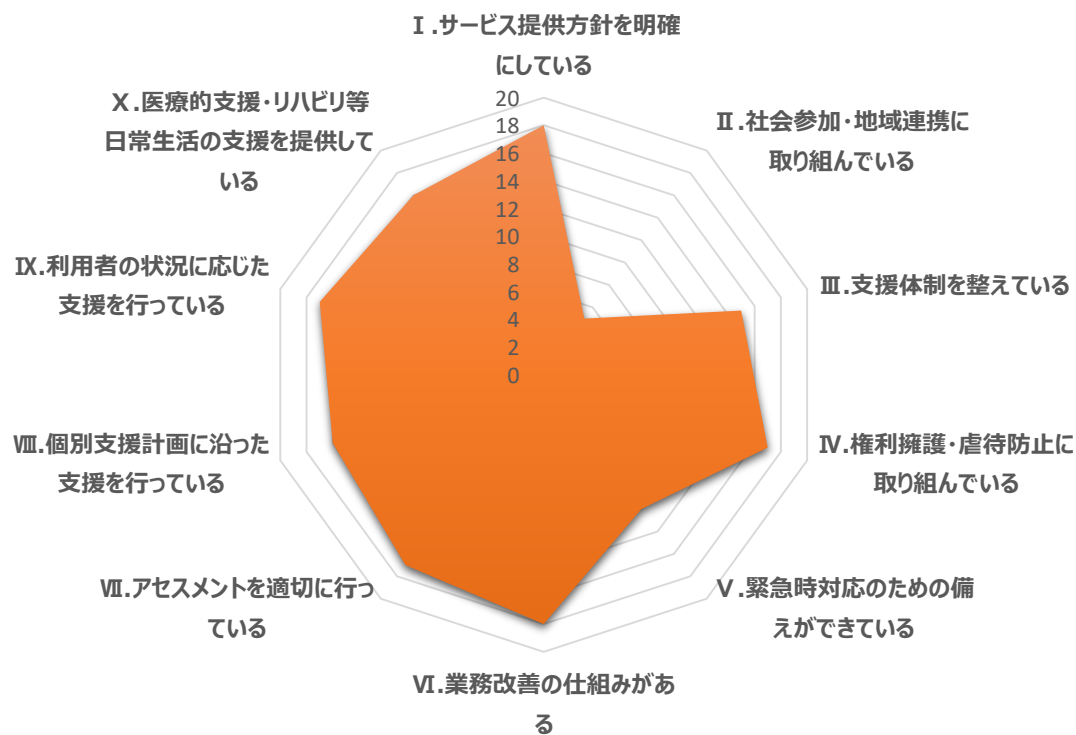 Ⅰ.サービス提供方針を明確
にしている
Ⅱ.社会参加・地域連携に
取り組んでいる
Ⅲ.支援体制を整えている
Ⅳ.権利擁護・虐待防止に
取り組んでいる
Ⅴ.緊急時対応のための備
えができている
Ⅵ.業務改善の仕組みがあ
る
Ⅶ.アセスメントを適切に行っ
ている
Ⅷ.個別支援計画に沿った
支援を行っている
Ⅸ.利用者の状況に応じた
支援を行っている
Ⅹ.医療的支援・リハビリ等
日常生活の支援を提供して
いる
20
18
16
14
12
10
8
6
4
2
0